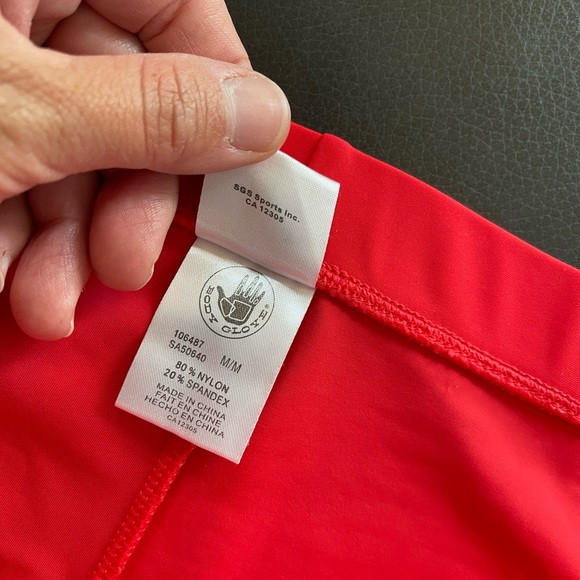 SGS Sports Inc.
CA 12305
BODY GLOVE®
106487 M/M
SA50640
80% NYLON
20% SPANDEX
MADE IN CHINA
FAIT EN CHINE
HECHO EN CHINA
CA12305